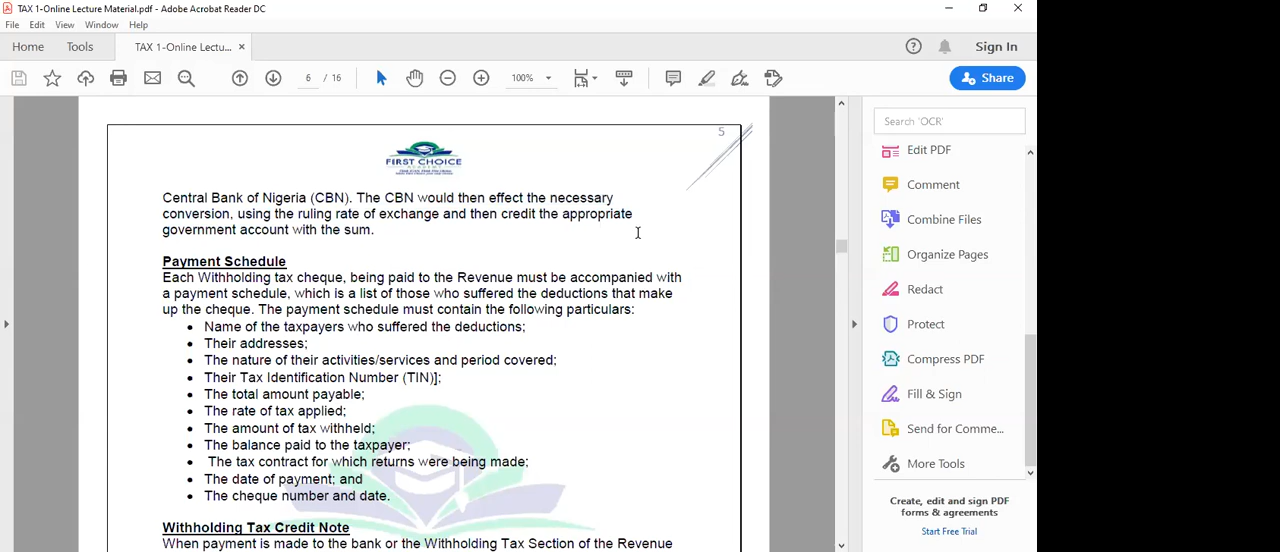 TAX 1-Online Lecture Material.pdf - Adobe Acrobat Reader DC
File Edit View Window Help
Home Tools TAX 1-Online Lectu... × Sign In
6 / 16 100% Share
5
FIRST CHOICE
Central Bank of Nigeria (CBN). The CBN would then effect the necessary
conversion, using the ruling rate of exchange and then credit the appropriate
government account with the sum.
Payment Schedule
Each Withholding tax cheque, being paid to the Revenue must be accompanied with
a payment schedule, which is a list of those who suffered the deductions that make
up the cheque. The payment schedule must contain the following particulars:
• Name of the taxpayers who suffered the deductions;
• Their addresses;
• The nature of their activities/services and period covered;
• Their Tax Identification Number (TIN)];
• The total amount payable;
• The rate of tax applied;
• The amount of tax withheld;
• The balance paid to the taxpayer;
• The tax contract for which returns were being made;
• The date of payment; and
• The cheque number and date.
Withholding Tax Credit Note
When payment is made to the bank or the Withholding Tax Section of the Revenue
Search 'OCR'
Edit PDF
Comment
Combine Files
Organize Pages
Redact
Protect
Compress PDF
Fill & Sign
Send for Comme...
More Tools
Create, edit and sign PDF
forms & agreements
Start Free Trial